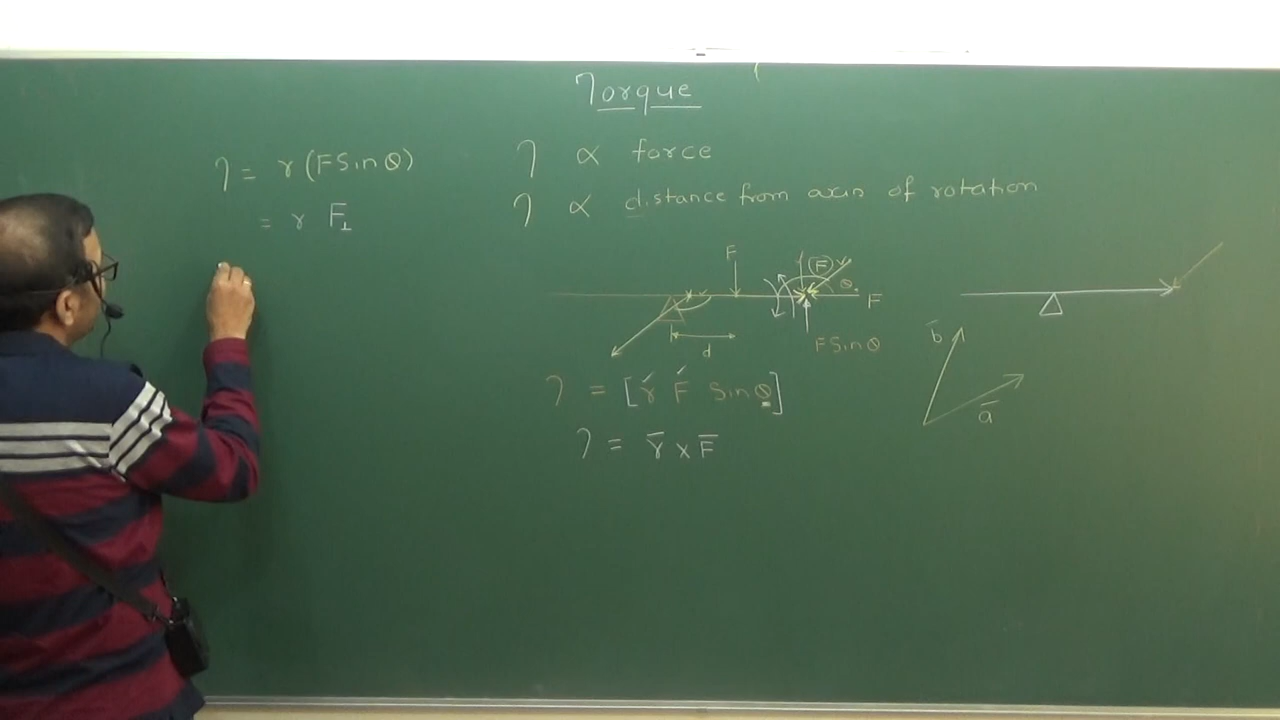 Torque
τ = r (F Sin θ)
= r F⊥
τ ∝ force
τ ∝ distance from axis of rotation
F
(F)
θ
F
d
F Sin θ
τ = [r F Sin θ]
τ = r̄ × F̄
b̄
ā